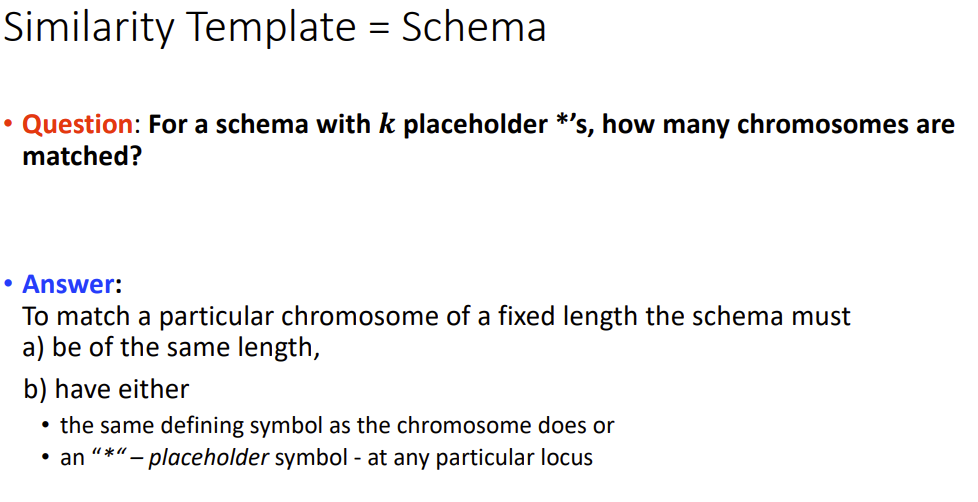 Similarity Template = Schema
• Question: For a schema with k placeholder *’s, how many chromosomes are
matched?
• Answer:
To match a particular chromosome of a fixed length the schema must
a) be of the same length,
b) have either
• the same defining symbol as the chromosome does or
• an “*“ – placeholder symbol - at any particular locus